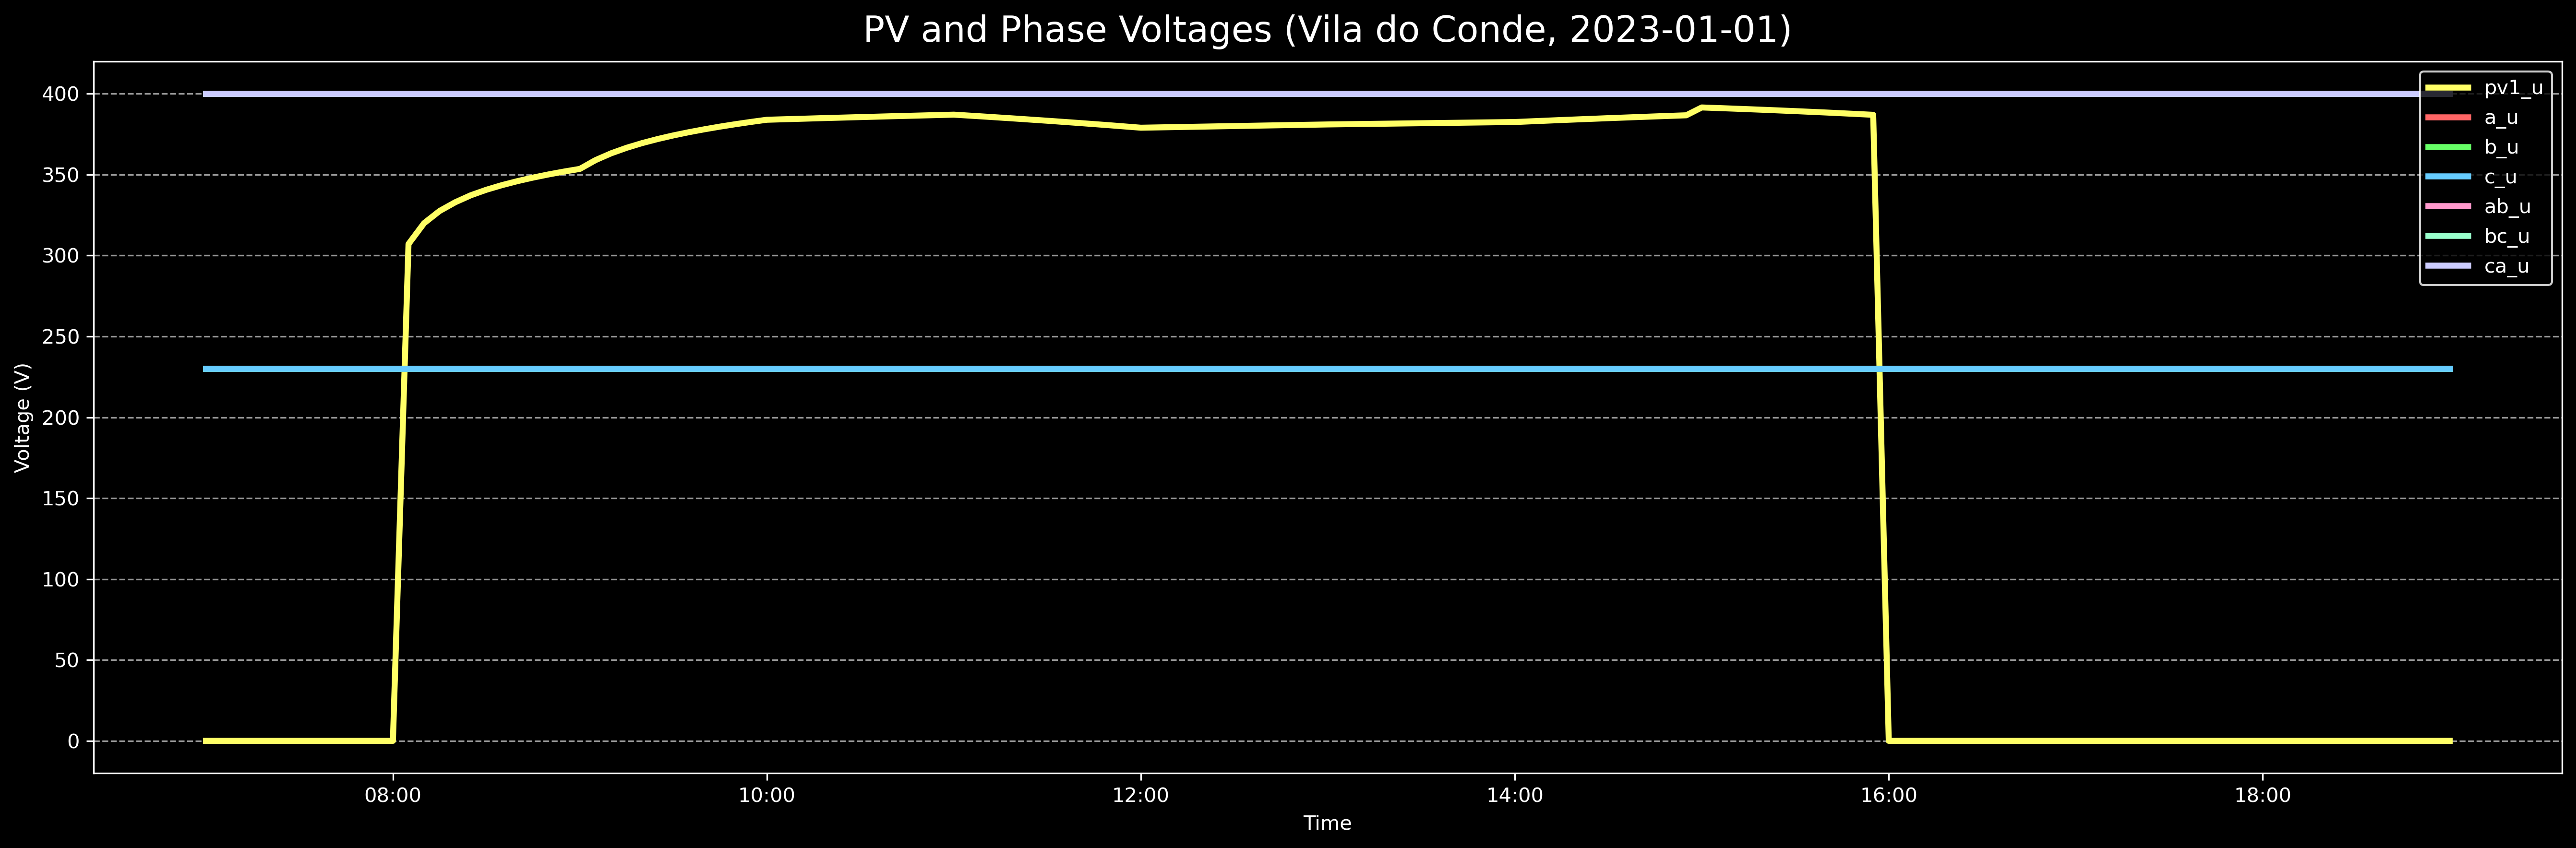 PV and Phase Voltages (Vila do Conde, 2023-01-01)
400
350
300
250
200
150
100
50
0
Voltage (V)
pv1_u
a_u
b_u
c_u
ab_u
bc_u
ca_u
08:00
10:00
12:00
14:00
16:00
18:00
Time